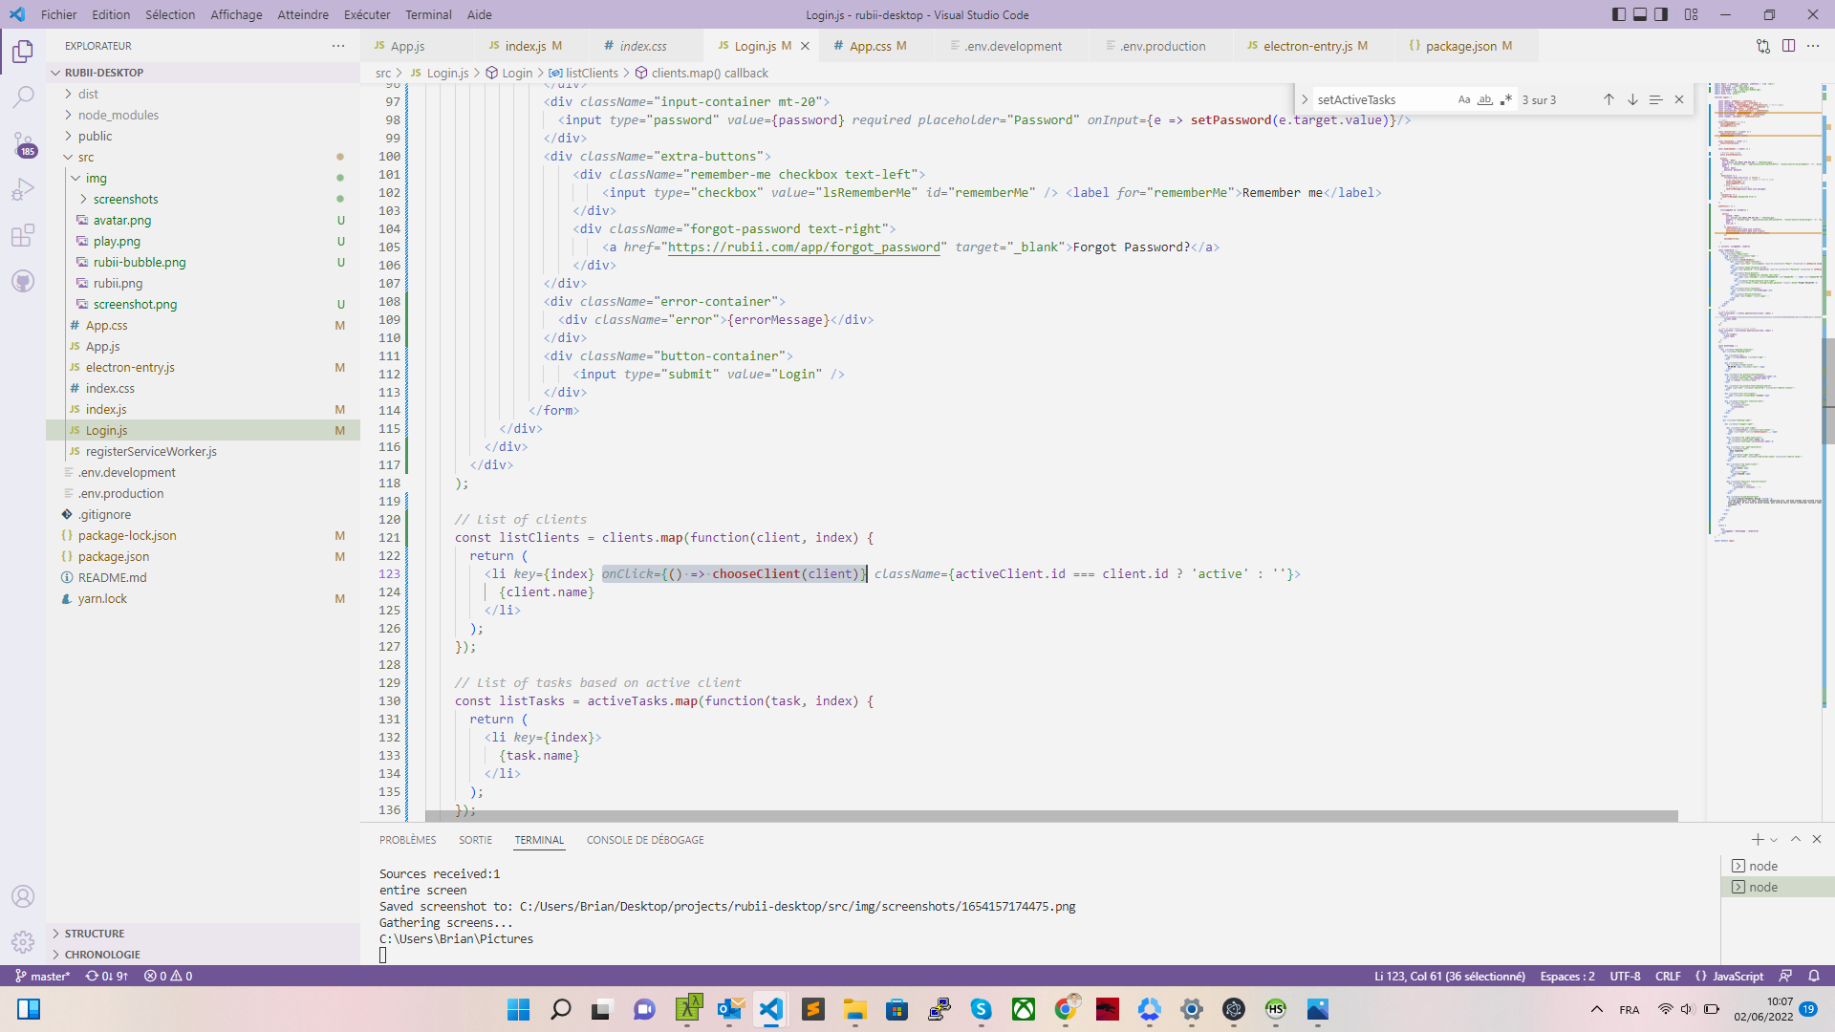 Fichier Edition Sélection Affichage Atteindre Exécuter Terminal Aide
Login.js - rubii-desktop - Visual Studio Code
EXPLORATEUR
JS App.js JS index.js M # index.css JS Login.js M # App.css M .env.development .env.production JS electron-entry.js M {} package.json M
RUBII-DESKTOP
src > JS Login.js > Login > listClients > clients.map() callback
dist
node_modules
public
src
img
screenshots
avatar.png U
play.png U
rubii-bubble.png U
rubii.png
screenshot.png U
# App.css M
JS App.js
JS electron-entry.js M
# index.css
JS index.js M
JS Login.js M
JS registerServiceWorker.js
.env.development
.env.production
.gitignore
{} package-lock.json M
{} package.json M
README.md
yarn.lock M
STRUCTURE
CHRONOLOGIE
185
setActiveTasks Aa ab 3 sur 3
96 </div>
97 <div className="input-container mt-20">
98 <input type="password" value={password} required placeholder="Password" onInput={e => setPassword(e.target.value)}/>
99 </div>
100 <div className="extra-buttons">
101 <div className="remember-me checkbox text-left">
102 <input type="checkbox" value="lsRememberMe" id="rememberMe" /> <label for="rememberMe">Remember me</label>
103 </div>
104 <div className="forgot-password text-right">
105 <a href="https://rubii.com/app/forgot_password" target="_blank">Forgot Password?</a>
106 </div>
107 </div>
108 <div className="error-container">
109 <div className="error">{errorMessage}</div>
110 </div>
111 <div className="button-container">
112 <input type="submit" value="Login" />
113 </div>
114 </form>
115 </div>
116 </div>
117 </div>
118 );
119
120 // List of clients
121 const listClients = clients.map(function(client, index) {
122 return (
123 <li key={index} onClick={() => chooseClient(client)} className={activeClient.id === client.id ? 'active' : ''}>
124 {client.name}
125 </li>
126 );
127 });
128
129 // List of tasks based on active client
130 const listTasks = activeTasks.map(function(task, index) {
131 return (
132 <li key={index}>
133 {task.name}
134 </li>
135 );
136 });
PROBLÈMES SORTIE TERMINAL CONSOLE DE DÉBOGAGE
Sources received:1
entire screen
Saved screenshot to: C:/Users/Brian/Desktop/projects/rubii-desktop/src/img/screenshots/1654157174475.png
Gathering screens...
C:\Users\Brian\Pictures
node
node
master* 0↓ 9↑ 0 0
Li 123, Col 61 (36 sélectionné) Espaces : 2 UTF-8 CRLF {} JavaScript
HS
FRA
10:07
02/06/2022
19